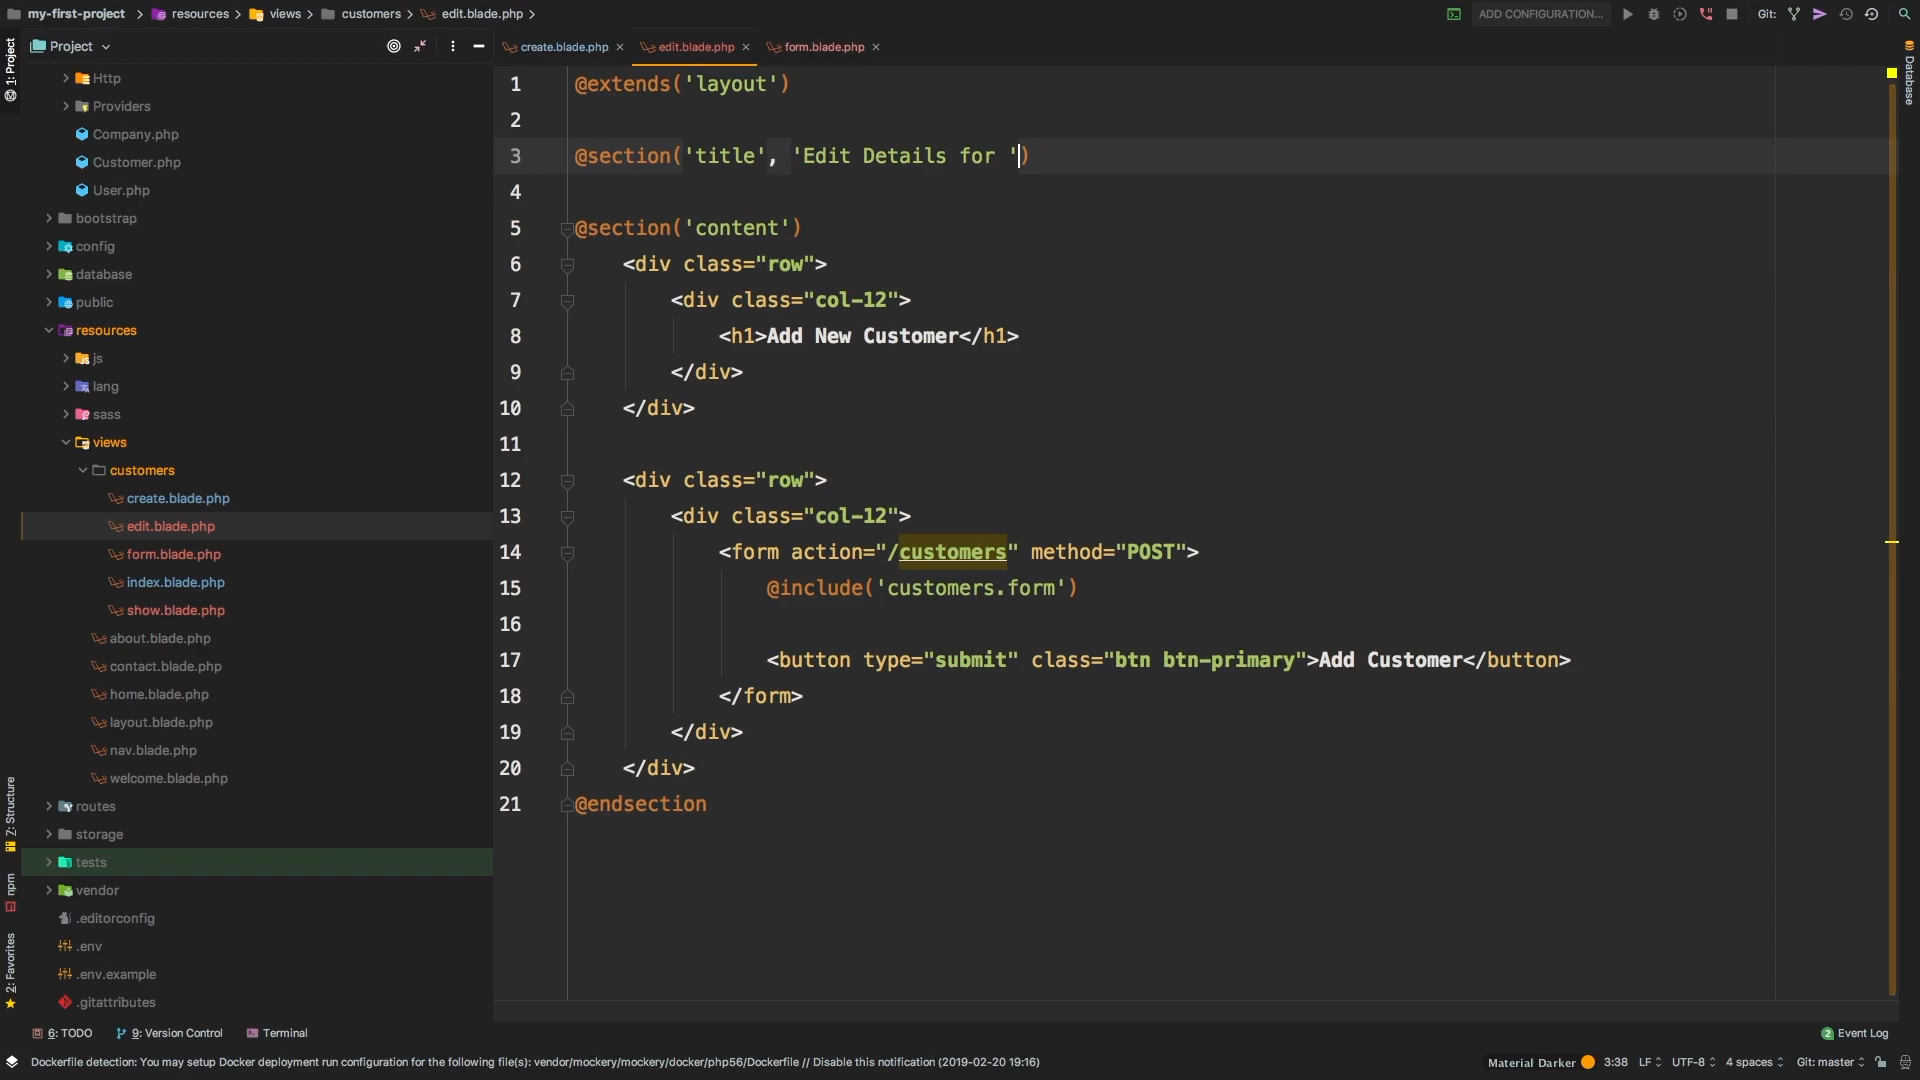 my-first-project resources views customers edit.blade.php
ADD CONFIGURATION...
Git:
1: Project
Project
create.blade.php
edit.blade.php
form.blade.php
Database
Http
Providers
Company.php
Customer.php
User.php
bootstrap
config
database
public
resources
js
lang
sass
views
customers
create.blade.php
edit.blade.php
form.blade.php
index.blade.php
show.blade.php
about.blade.php
contact.blade.php
home.blade.php
layout.blade.php
nav.blade.php
welcome.blade.php
routes
storage
tests
vendor
.editorconfig
.env
.env.example
.gitattributes
Z: Structure
npm
2: Favorites
1 @extends('layout')
2
3 @section('title', 'Edit Details for ')
4
5 @section('content')
6 <div class="row">
7 <div class="col-12">
8 <h1>Add New Customer</h1>
9 </div>
10 </div>
11
12 <div class="row">
13 <div class="col-12">
14 <form action="/customers" method="POST">
15 @include('customers.form')
16
17 <button type="submit" class="btn btn-primary">Add Customer</button>
18 </form>
19 </div>
20 </div>
21 @endsection
6: TODO
9: Version Control
Terminal
2 Event Log
Dockerfile detection: You may setup Docker deployment run configuration for the following file(s): vendor/mockery/mockery/docker/php56/Dockerfile // Disable this notification (2019-02-20 19:16)
Material Darker 3:38 LF UTF-8 4 spaces Git: master